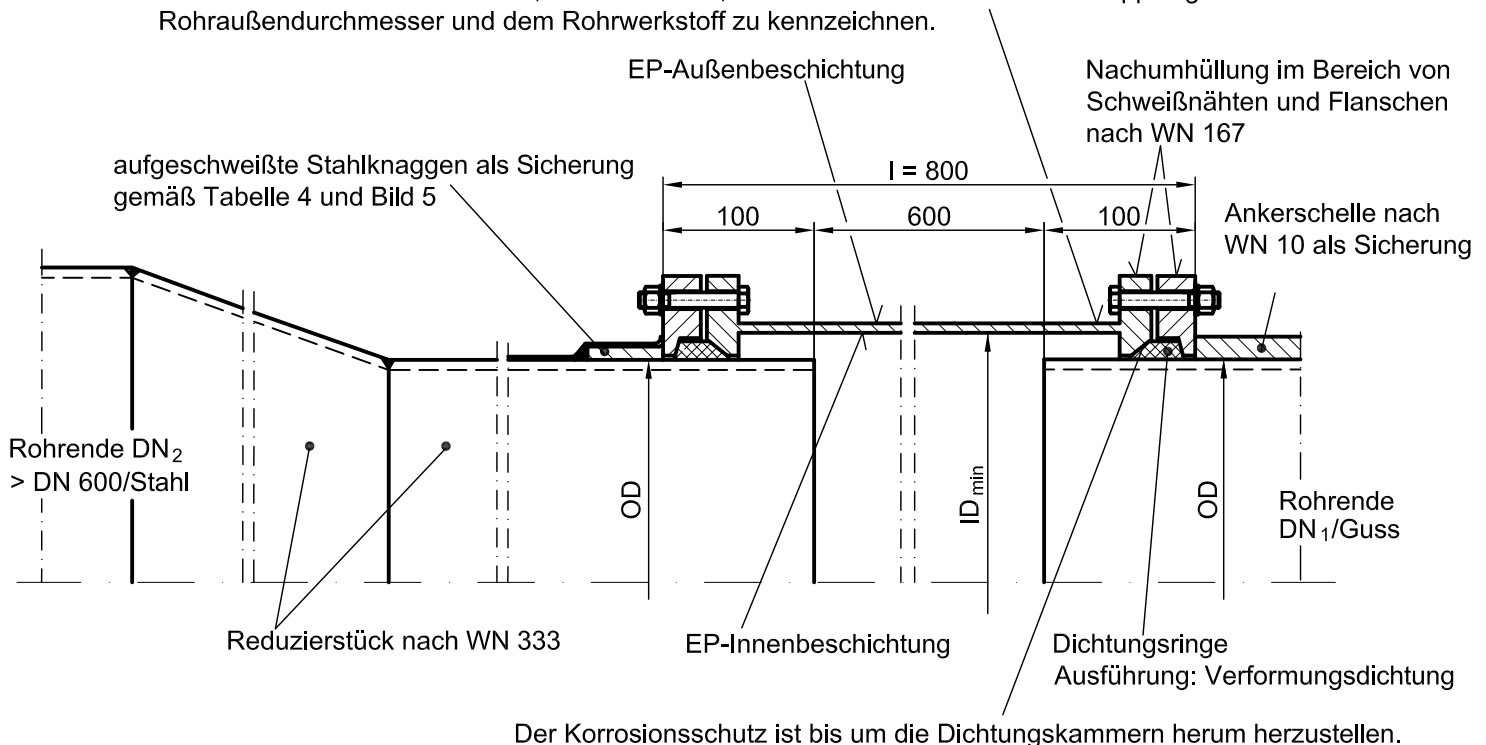 Rohraußendurchmesser und dem Rohrwerkstoff zu kennzeichnen.
EP-Außenbeschichtung
Nachumhüllung im Bereich von
Schweißnähten und Flanschen
nach WN 167
aufgeschweißte Stahlknaggen als Sicherung
gemäß Tabelle 4 und Bild 5
l = 800
100
600
100
Ankerschelle nach
WN 10 als Sicherung
Rohrende DN2
> DN 600/Stahl
OD
IDmin
OD
Rohrende
DN1/Guss
Reduzierstück nach WN 333
EP-Innenbeschichtung
Dichtungsringe
Ausführung: Verformungsdichtung
Der Korrosionsschutz ist bis um die Dichtungskammern herum herzustellen.